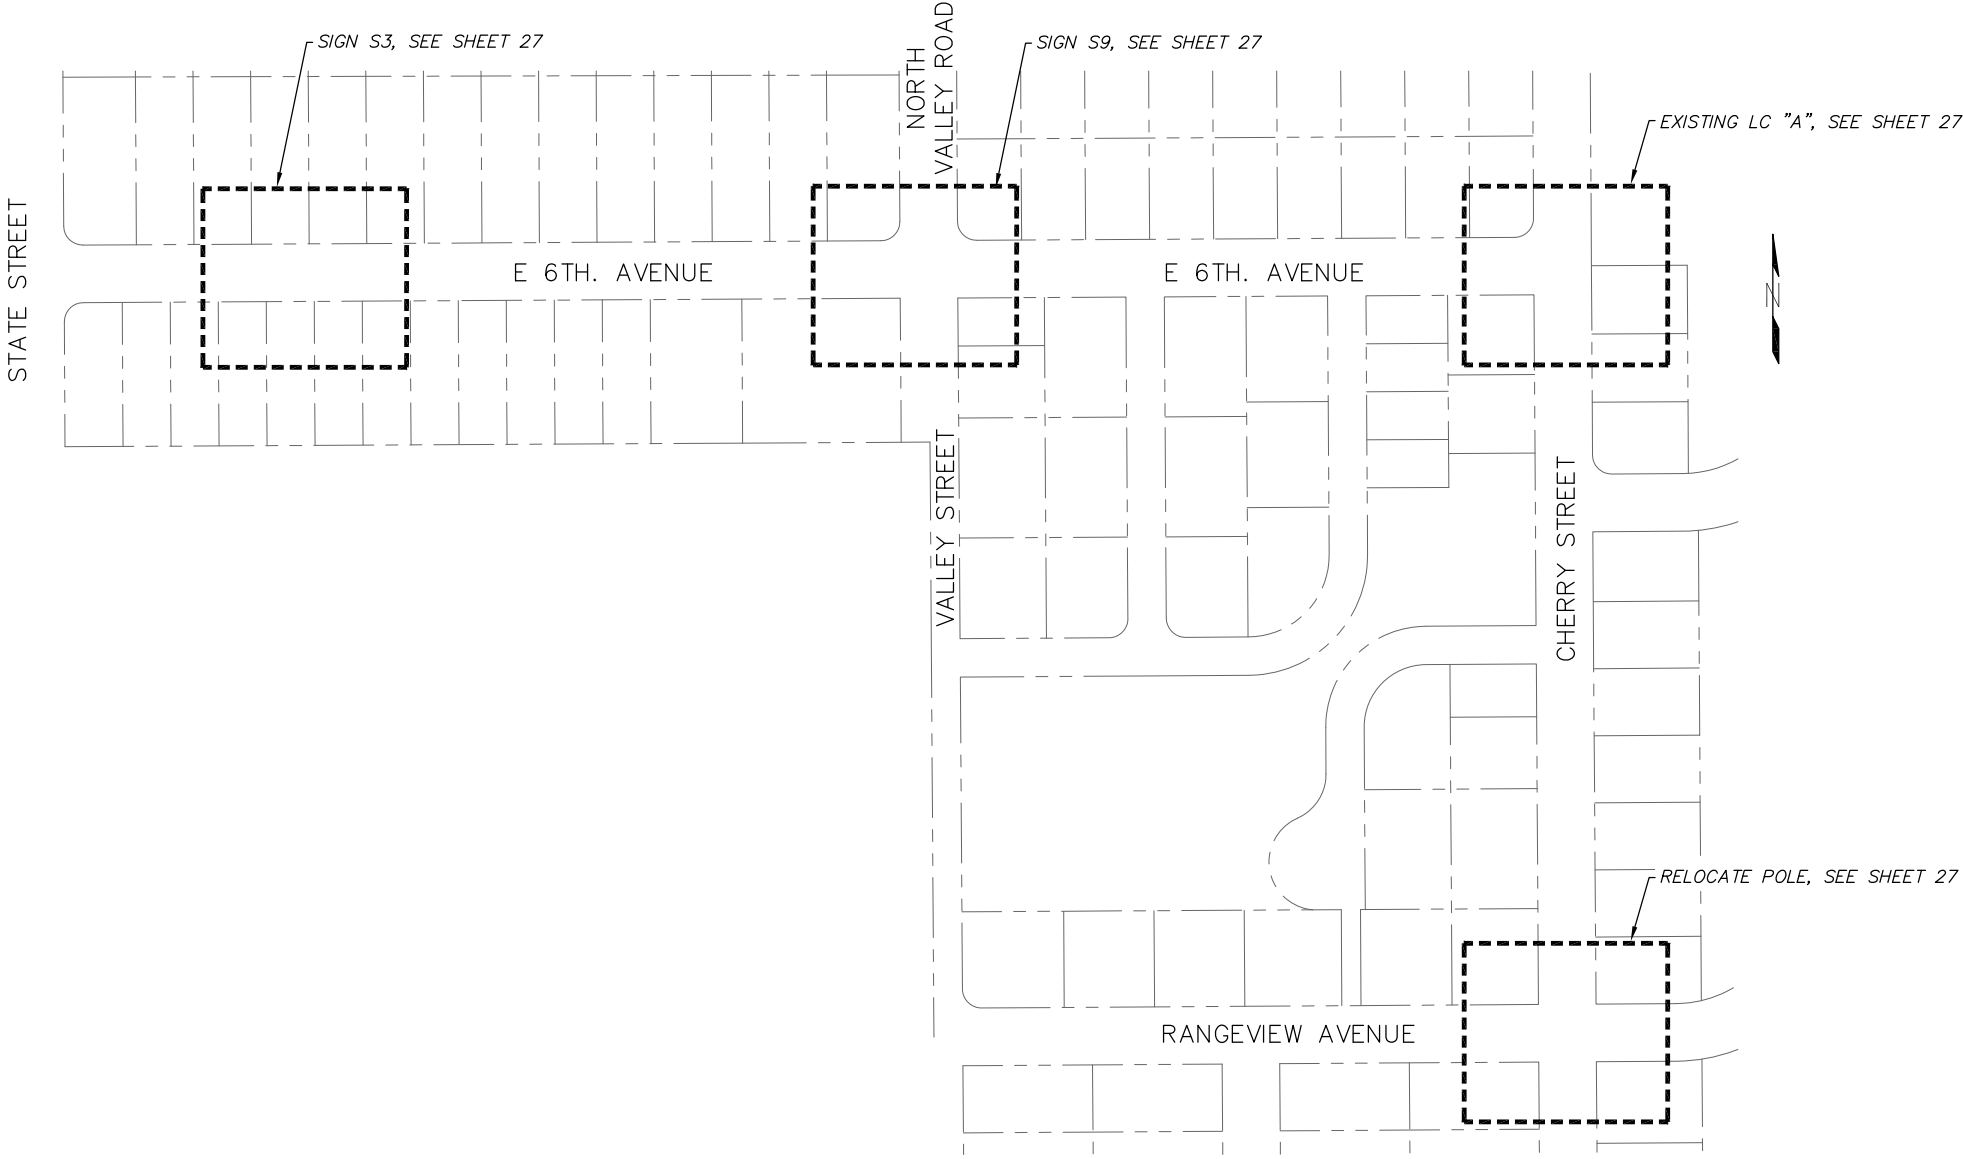 SIGN S3, SEE SHEET 27
NORTH
VALLEY ROAD
SIGN S9, SEE SHEET 27
EXISTING LC "A", SEE SHEET 27
STATE STREET
E 6TH. AVENUE
E 6TH. AVENUE
N
VALLEY STREET
CHERRY STREET
RELOCATE POLE, SEE SHEET 27
RANGEVIEW AVENUE